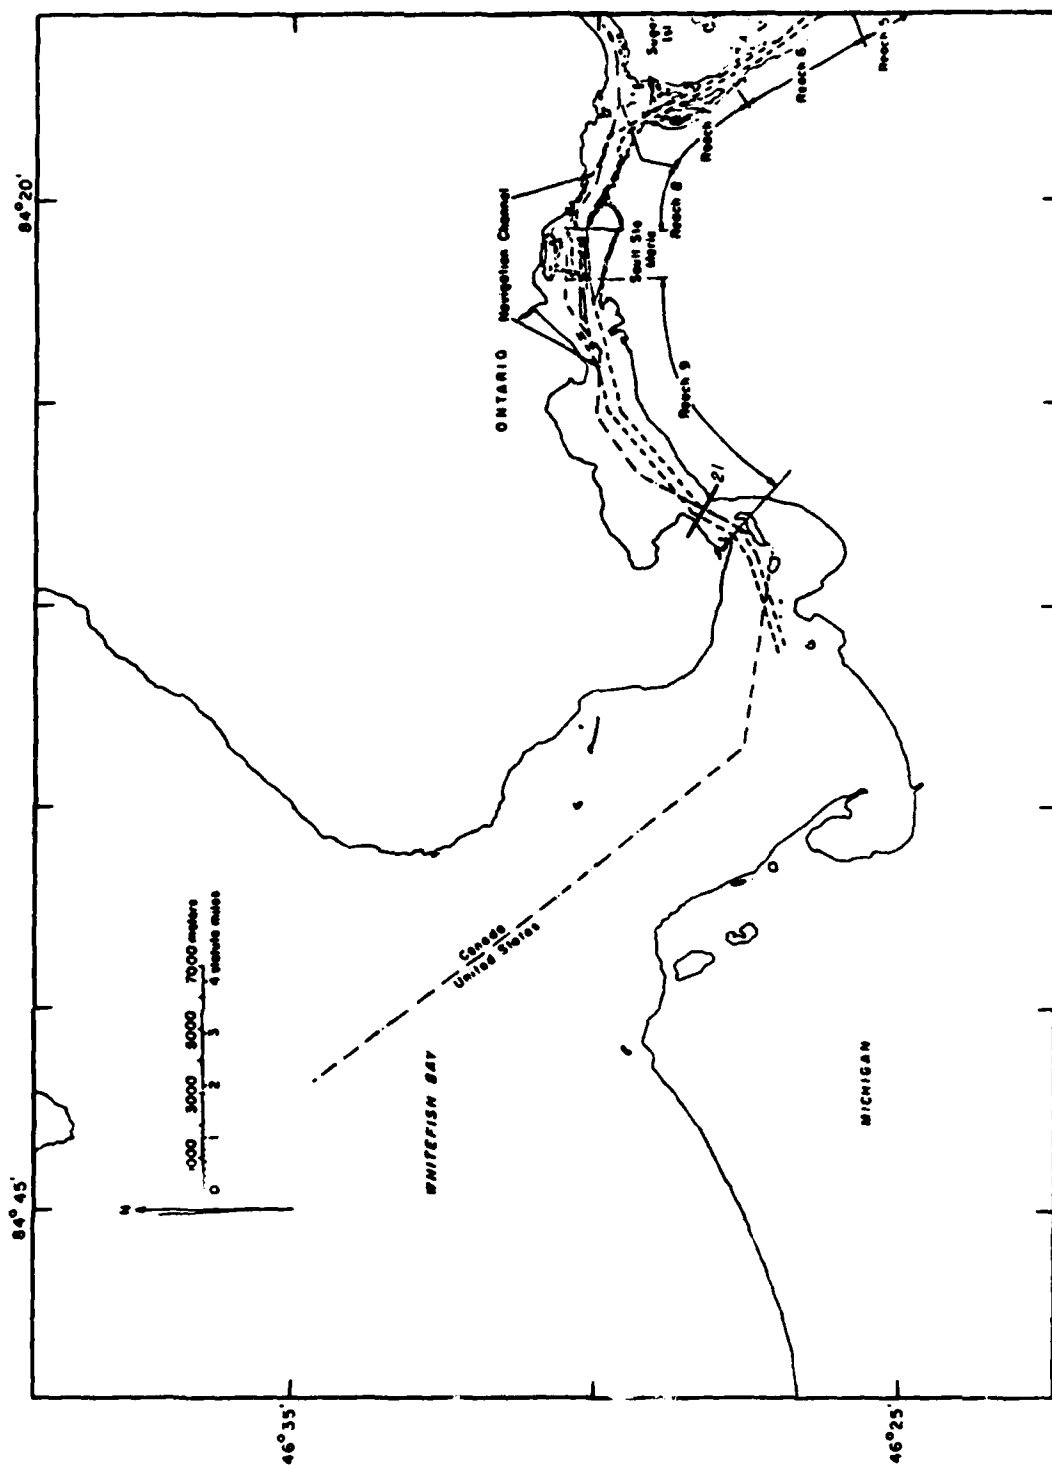 84° 45'
84° 20'
46° 35'
46° 25'
N
1000 3000 5000 7000 meters
0 1 2 3 4 statute miles
WHITEFISH BAY
Canada
United States
MICHIGAN
ONTARIO
Navigation Channel
Sault Ste
Marie
Sugar
Isl
21
Reach 9
Reach 8
Reach
Reach 6
Reach 5